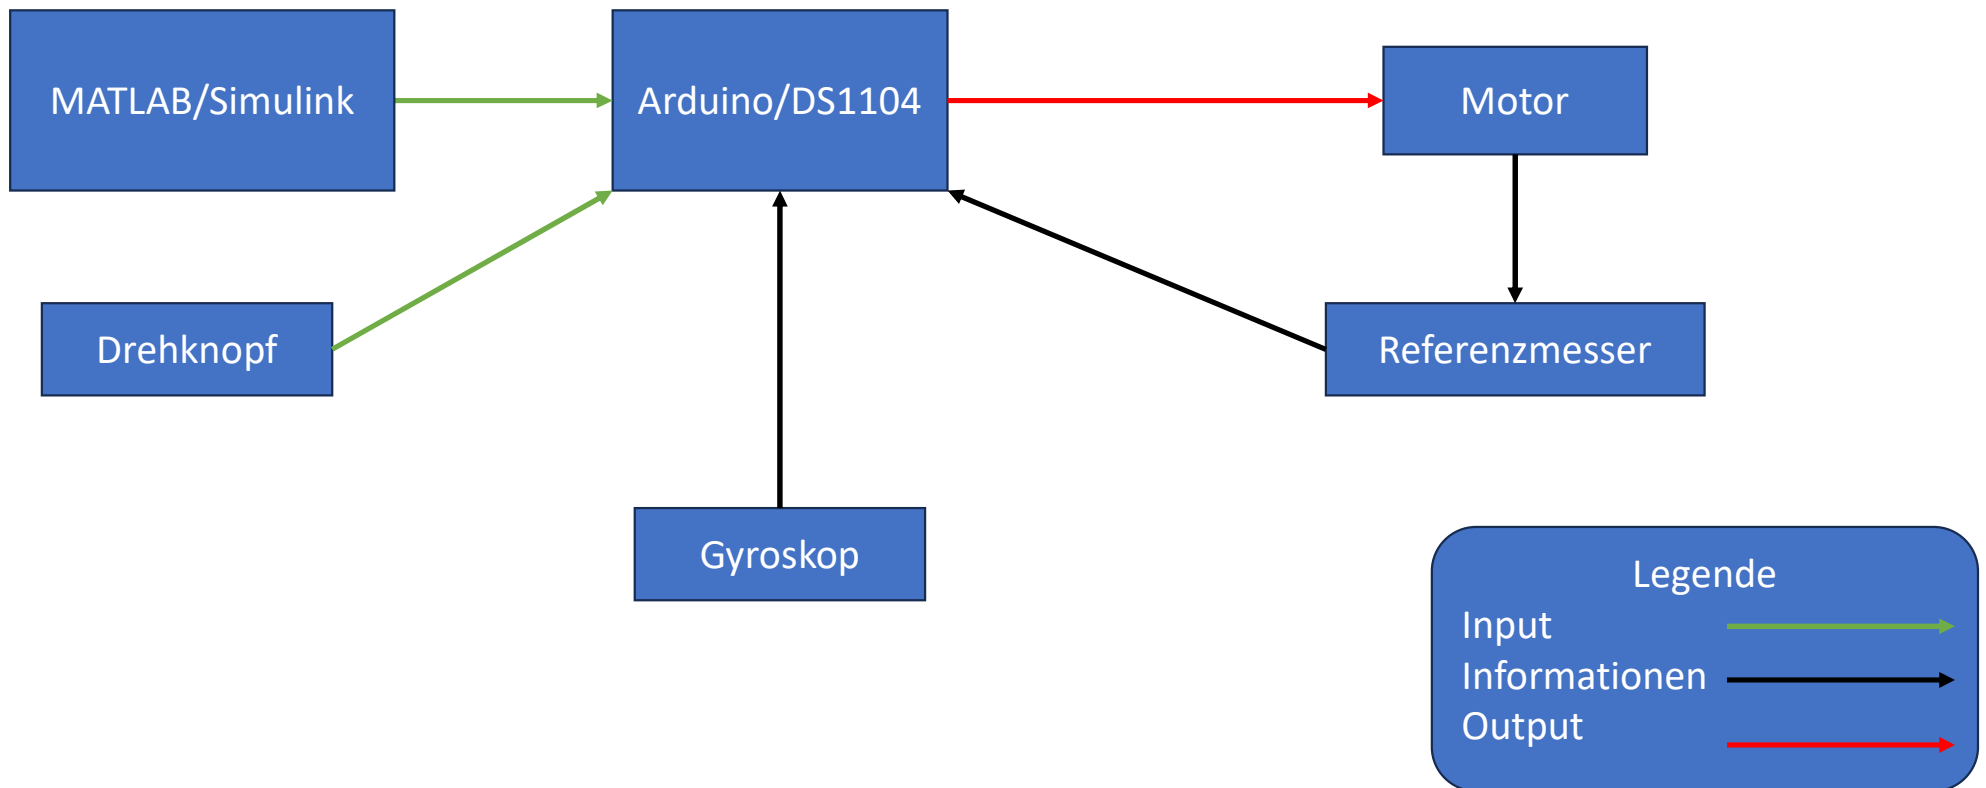 MATLAB/Simulink
Arduino/DS1104
Motor
Drehknopf
Referenzmesser
Gyroskop
Legende
Input
Informationen
Output